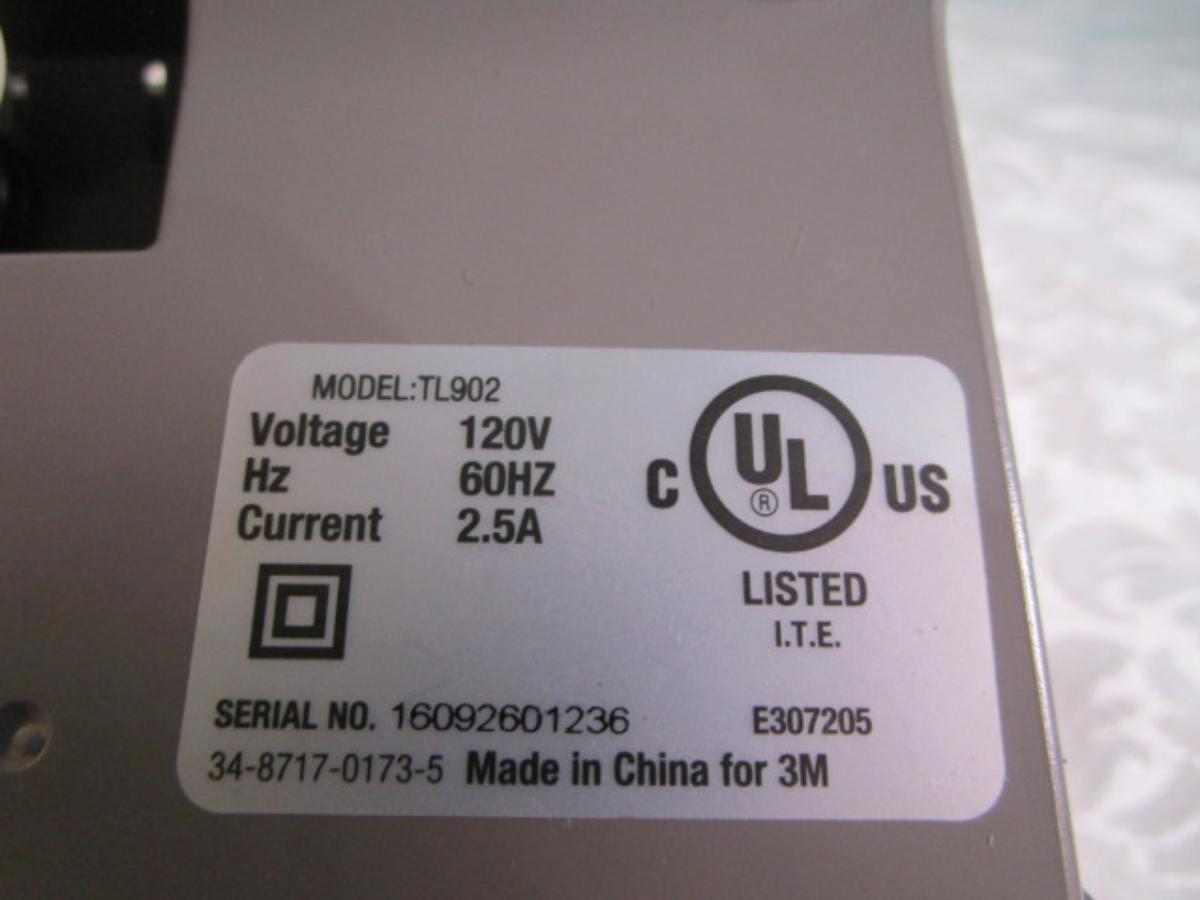 MODEL:TL902
Voltage 120V
Hz 60HZ
Current 2.5A
C UL® US
LISTED
I.T.E.
SERIAL NO. 16092601236 E307205
34-8717-0173-5 Made in China for 3M